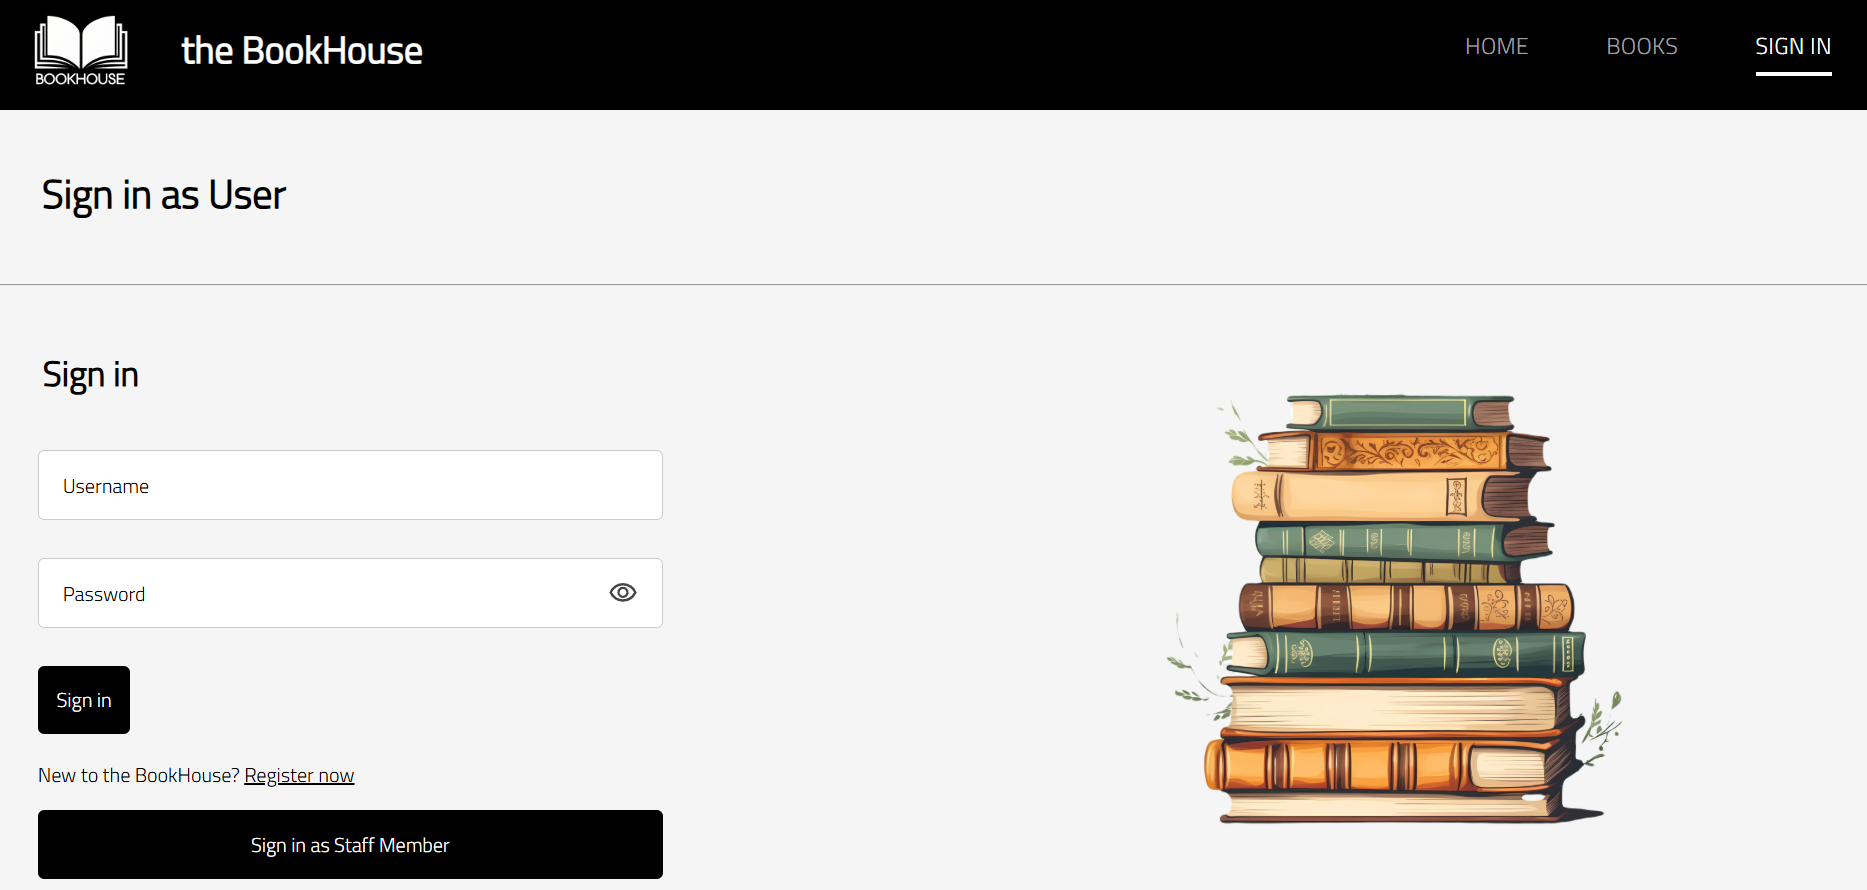 BOOKHOUSE
the BookHouse
HOME BOOKS SIGN IN
Sign in as User
Sign in
Username
Password
Sign in
New to the BookHouse? Register now
Sign in as Staff Member